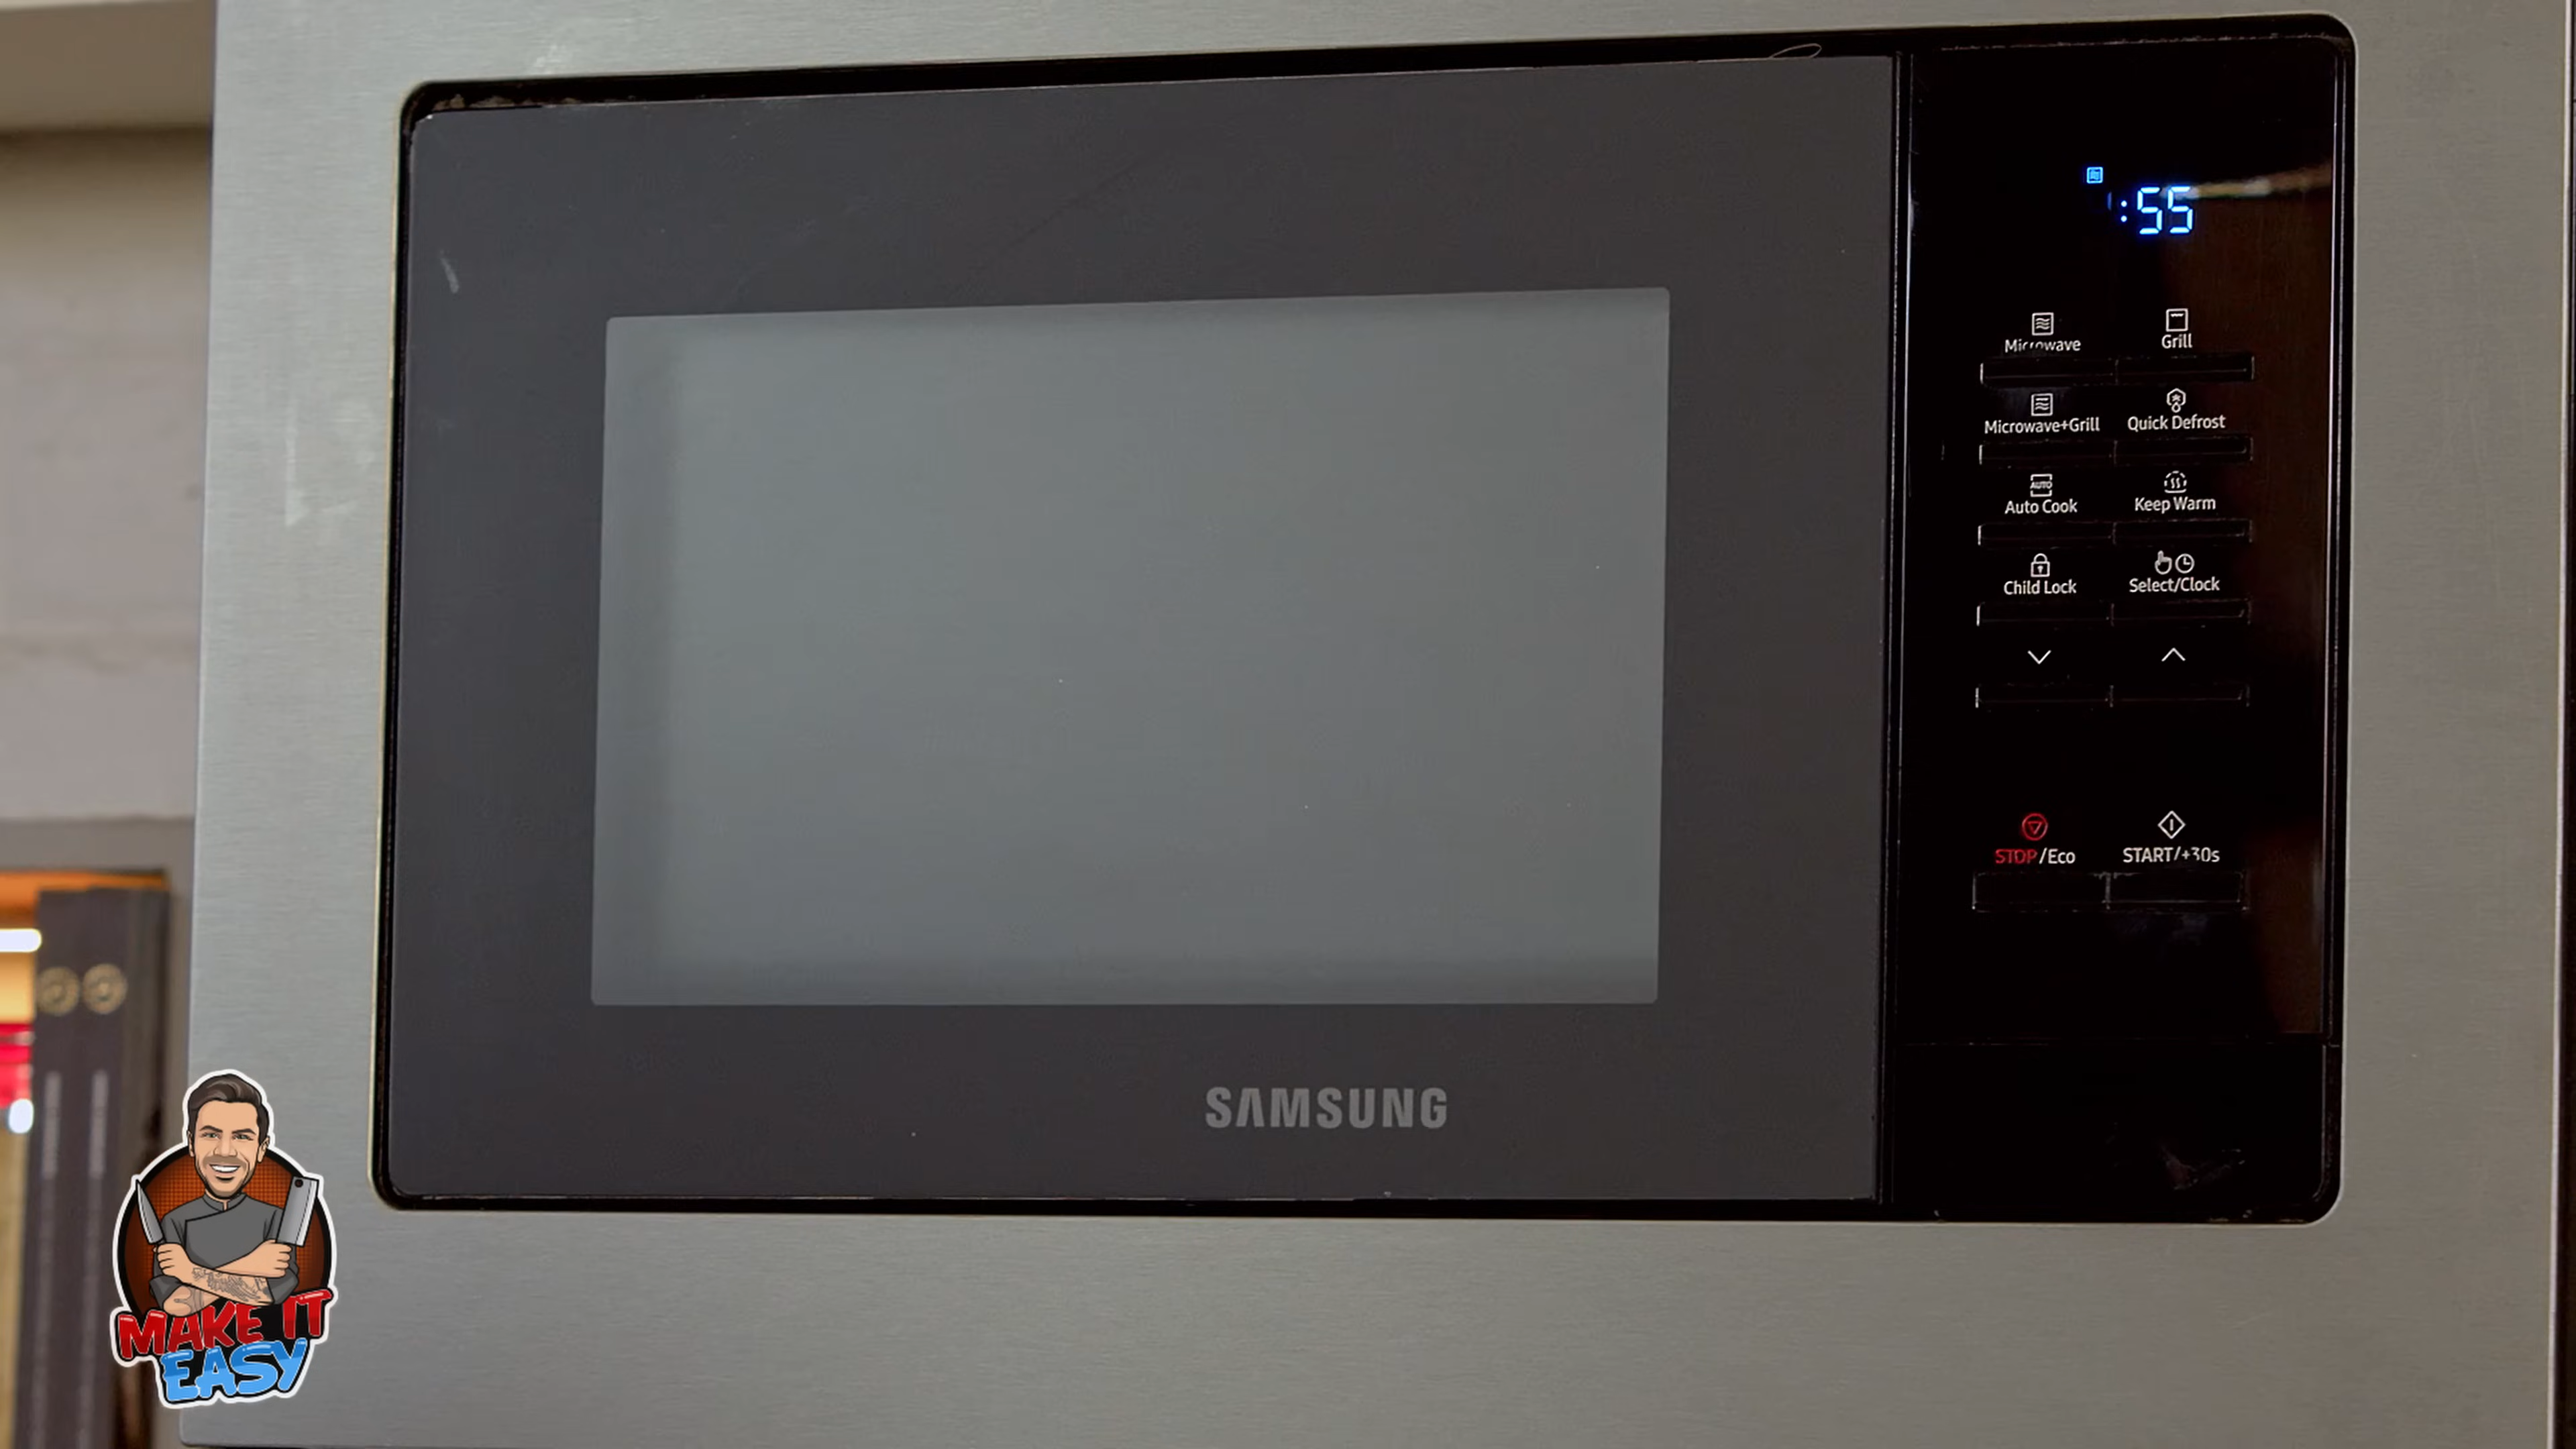 :55
Microwave
Grill
Microwave+Grill
Quick Defrost
AUTO
Auto Cook
Keep Warm
Child Lock
Select/Clock
STOP/Eco
START/+30s
SAMSUNG
MAKE IT
EASY